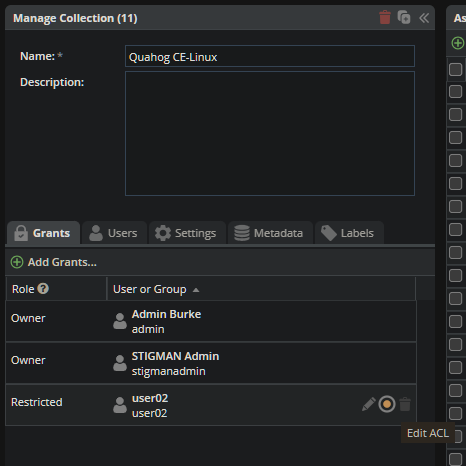 Manage Collection (11)
As
Name: *
Quahog CE-Linux
Description:
Grants
Users
Settings
Metadata
Labels
Add Grants...
Role ?
User or Group
Owner
Admin Burke
admin
Owner
STIGMAN Admin
stigmanadmin
Restricted
user02
user02
Edit ACL